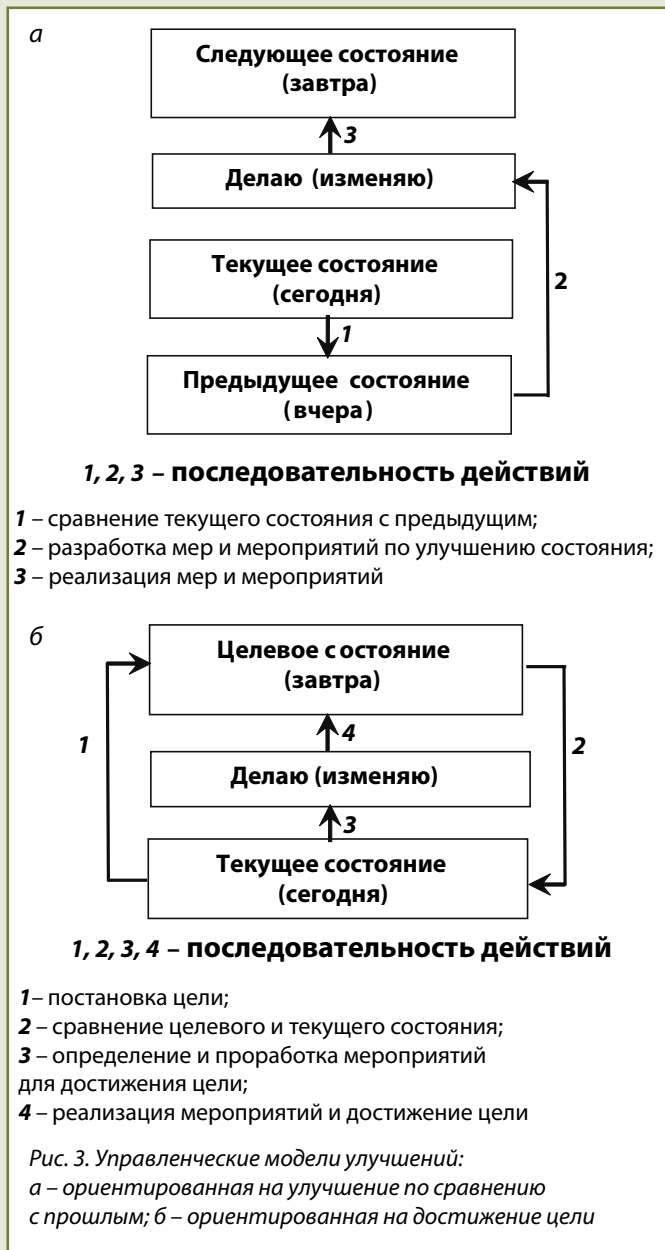 а
Следующее состояние
(завтра)
3
Делаю (изменяю)
Текущее состояние
(сегодня)
2
1
Предыдущее состояние
(вчера)
1, 2, 3 – последовательность действий
1 – сравнение текущего состояния с предыдущим;
2 – разработка мер и мероприятий по улучшению состояния;
3 – реализация мер и мероприятий
б
Целевое с остояние
(завтра)
4
1
2
Делаю (изменяю)
3
Текущее состояние
(сегодня)
1, 2, 3, 4 – последовательность действий
1– постановка цели;
2 – сравнение целевого и текущего состояния;
3 – определение и проработка мероприятий
для достижения цели;
4 – реализация мероприятий и достижение цели
Рис. 3. Управленческие модели улучшений:
а – ориентированная на улучшение по сравнению
с прошлым; б – ориентированная на достижение цели